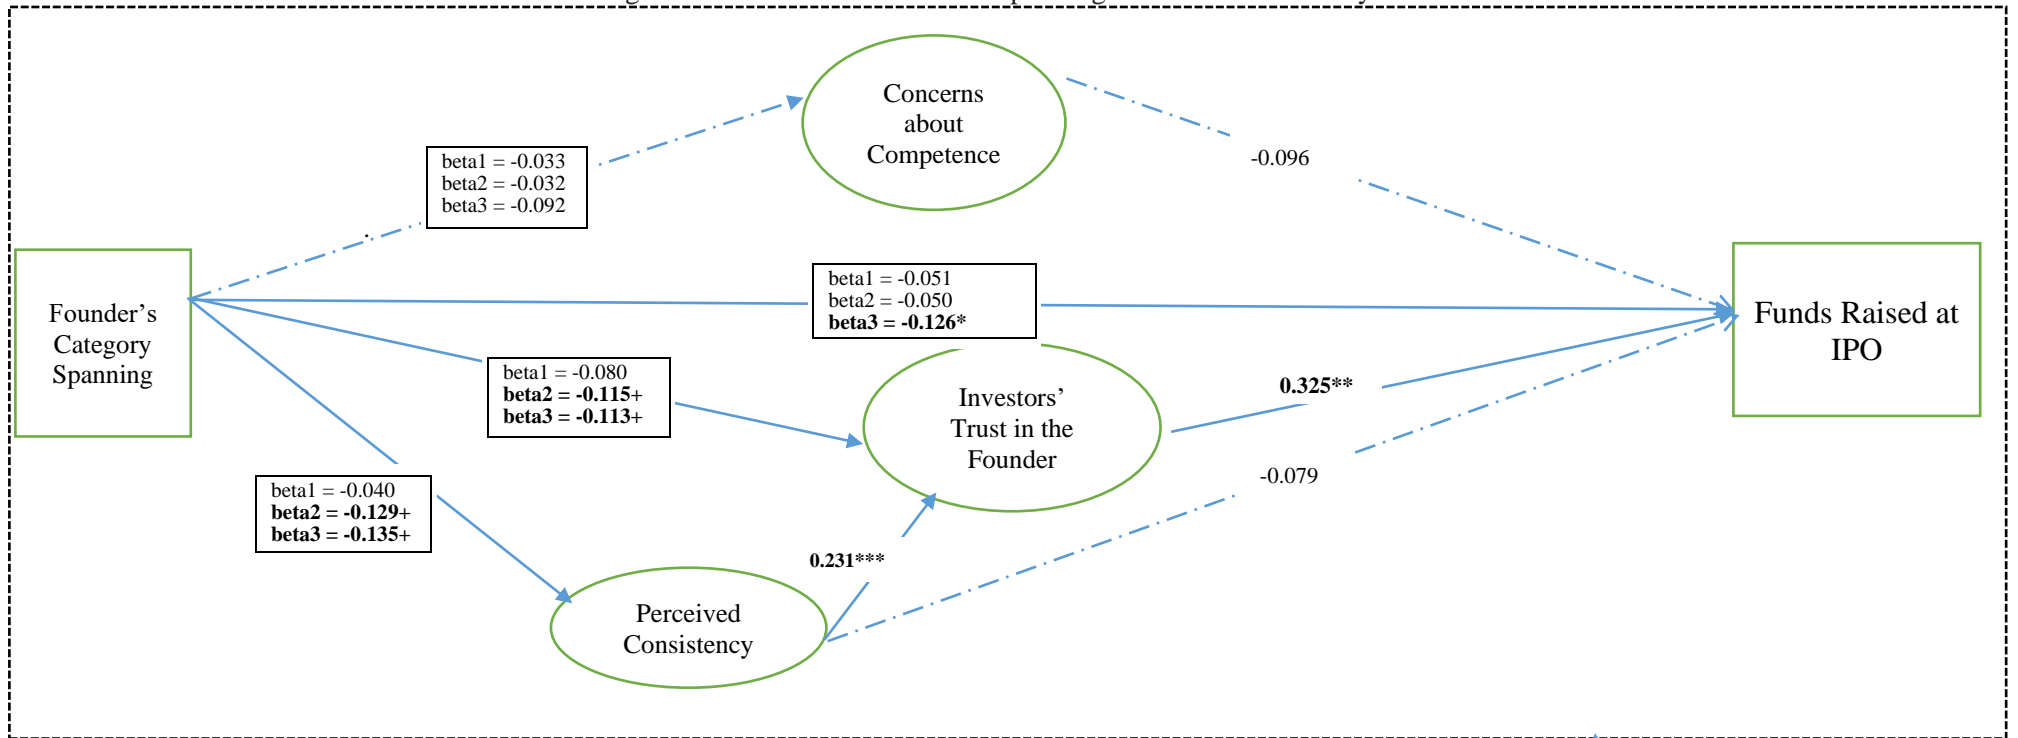 Concerns
about
Competence
beta1 = -0.033
beta2 = -0.032
beta3 = -0.092
-0.096
Founder’s
Category
Spanning
beta1 = -0.051
beta2 = -0.050
beta3 = -0.126*
Funds Raised at
IPO
beta1 = -0.080
beta2 = -0.115+
beta3 = -0.113+
Investors’
Trust in the
Founder
0.325**
beta1 = -0.040
beta2 = -0.129+
beta3 = -0.135+
-0.079
0.231***
Perceived
Consistency